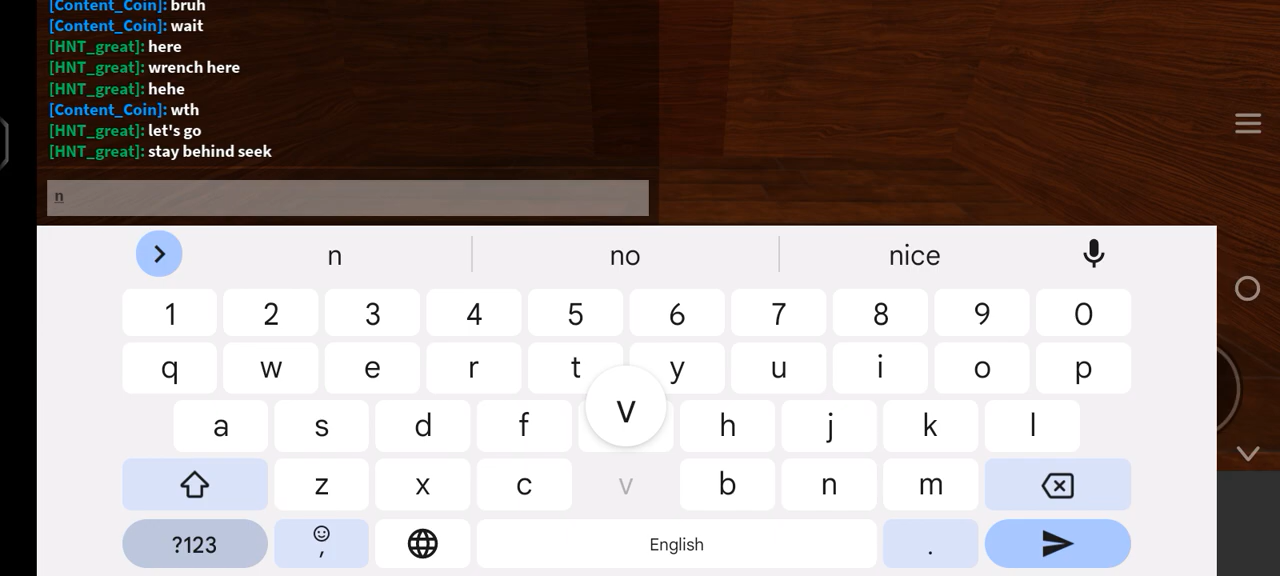 [Content_Coin]: bruh
[Content_Coin]: wait
[HNT_great]: here
[HNT_great]: wrench here
[HNT_great]: hehe
[Content_Coin]: wth
[HNT_great]: let's go
[HNT_great]: stay behind seek
n
n no nice
1 2 3 4 5 6 7 8 9 0
q w e r t y u i o p
v
a s d f h j k l
z x c v b n m
?123 , English .